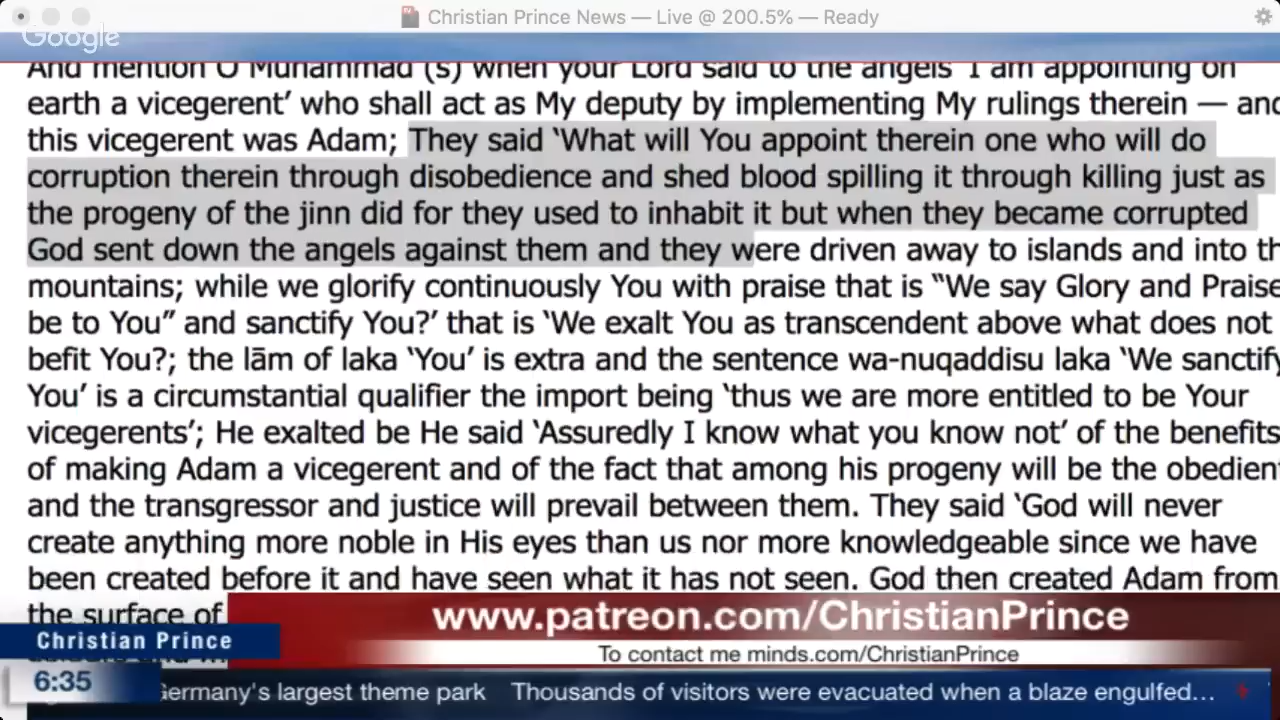 Christian Prince News — Live @ 200.5% — Ready
Google
And mention O Muhammad (s) when your Lord said to the angels 'I am appointing on
earth a vicegerent' who shall act as My deputy by implementing My rulings therein — and
this vicegerent was Adam; They said 'What will You appoint therein one who will do
corruption therein through disobedience and shed blood spilling it through killing just as
the progeny of the jinn did for they used to inhabit it but when they became corrupted
God sent down the angels against them and they were driven away to islands and into th
mountains; while we glorify continuously You with praise that is “We say Glory and Praise
be to You” and sanctify You?' that is 'We exalt You as transcendent above what does not
befit You?; the lām of laka 'You' is extra and the sentence wa-nuqaddisu laka 'We sanctify
You' is a circumstantial qualifier the import being 'thus we are more entitled to be Your
vicegerents'; He exalted be He said 'Assuredly I know what you know not' of the benefits
of making Adam a vicegerent and of the fact that among his progeny will be the obedient
and the transgressor and justice will prevail between them. They said 'God will never
create anything more noble in His eyes than us nor more knowledgeable since we have
been created before it and have seen what it has not seen. God then created Adam from
the surface of
www.patreon.com/ChristianPrince
Christian Prince
To contact me minds.com/ChristianPrince
6:35
Germany's largest theme park Thousands of visitors were evacuated when a blaze engulfed...